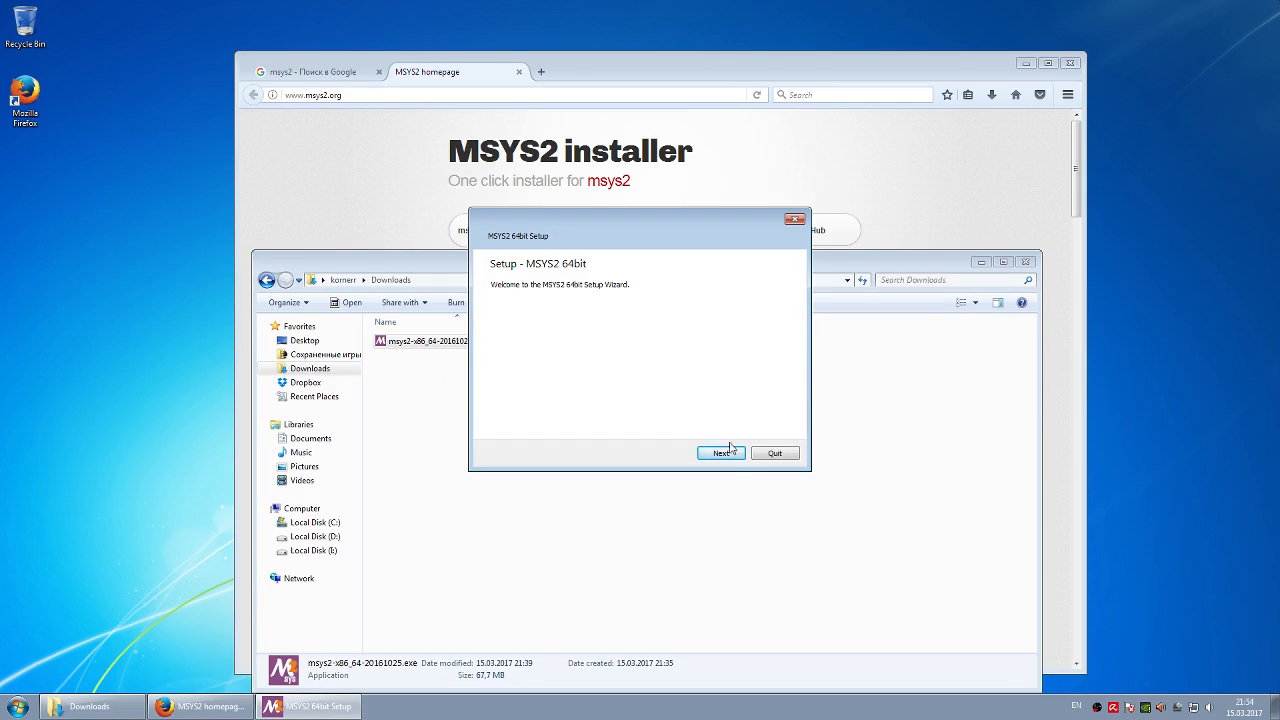 Recycle Bin
Mozilla
Firefox
msys2 - Поиск в Google
MSYS2 homepage
www.msys2.org
Search
MSYS2 installer
One click installer for msys2
MSYS2 64bit Setup
Setup - MSYS2 64bit
Welcome to the MSYS2 64bit Setup Wizard.
Next
Quit
kornerr
Downloads
Search Downloads
Organize
Open
Share with
Burn
Name
Favorites
Desktop
Сохраненные игры
Downloads
Dropbox
Recent Places
Libraries
Documents
Music
Pictures
Videos
Computer
Local Disk (C:)
Local Disk (D:)
Local Disk (E:)
Network
msys2-x86_64-2016102
msys2-x86_64-20161025.exe Date modified: 15.03.2017 21:39 Date created: 15.03.2017 21:35
Application Size: 67,7 MB
Downloads
MSYS2 homepag...
MSYS2 64bit Setup
EN
21:54
15.03.2017